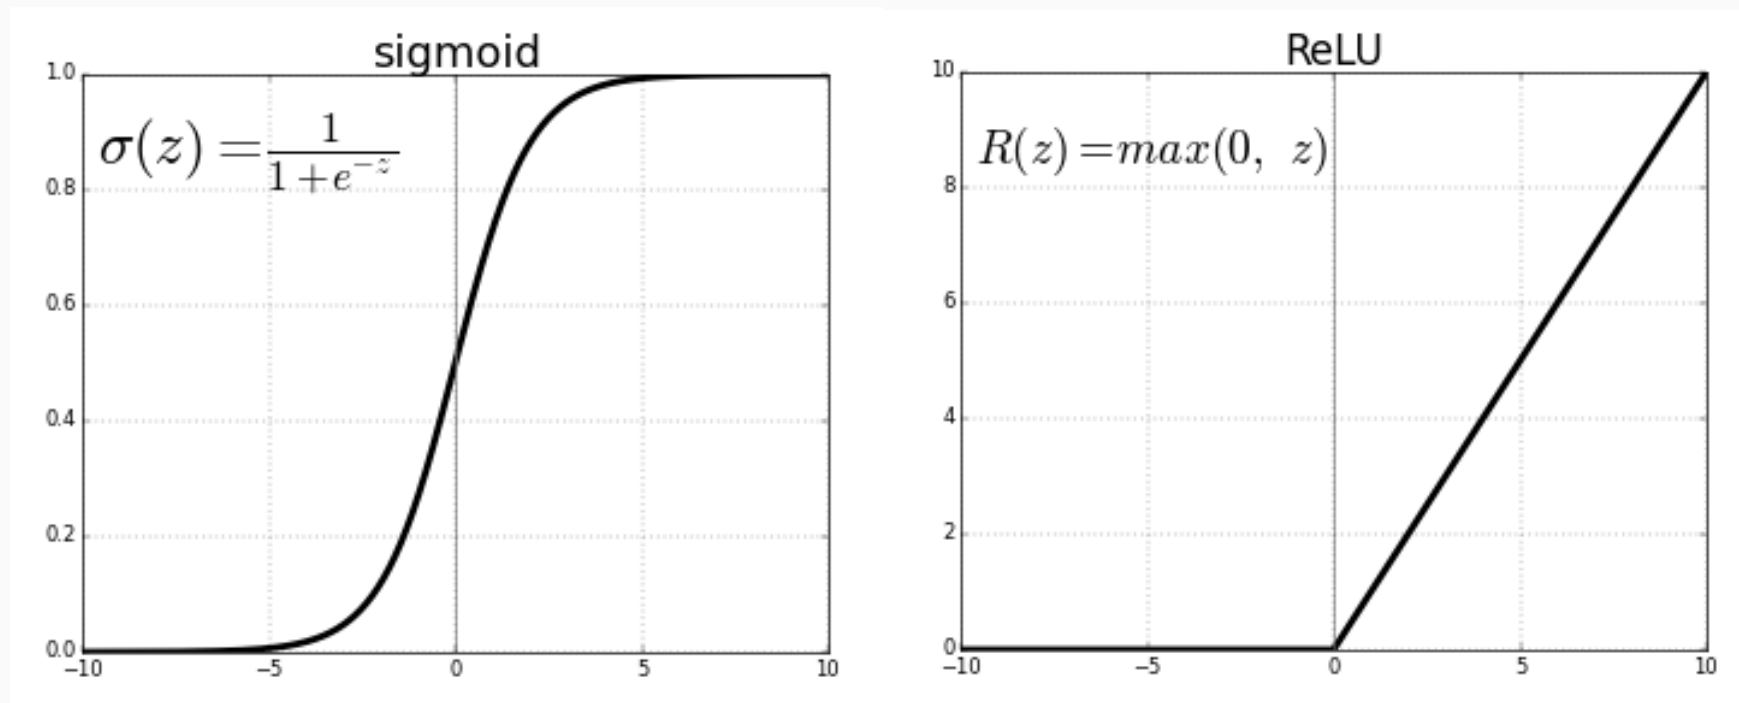 sigmoid
1.0
σ(z) = 1/(1+e^{-z})
0.8
0.6
0.4
0.2
0.0
−10 −5 0 5 10
ReLU
10
R(z) =max(0, z)
8
6
4
2
0
−10 −5 0 5 10